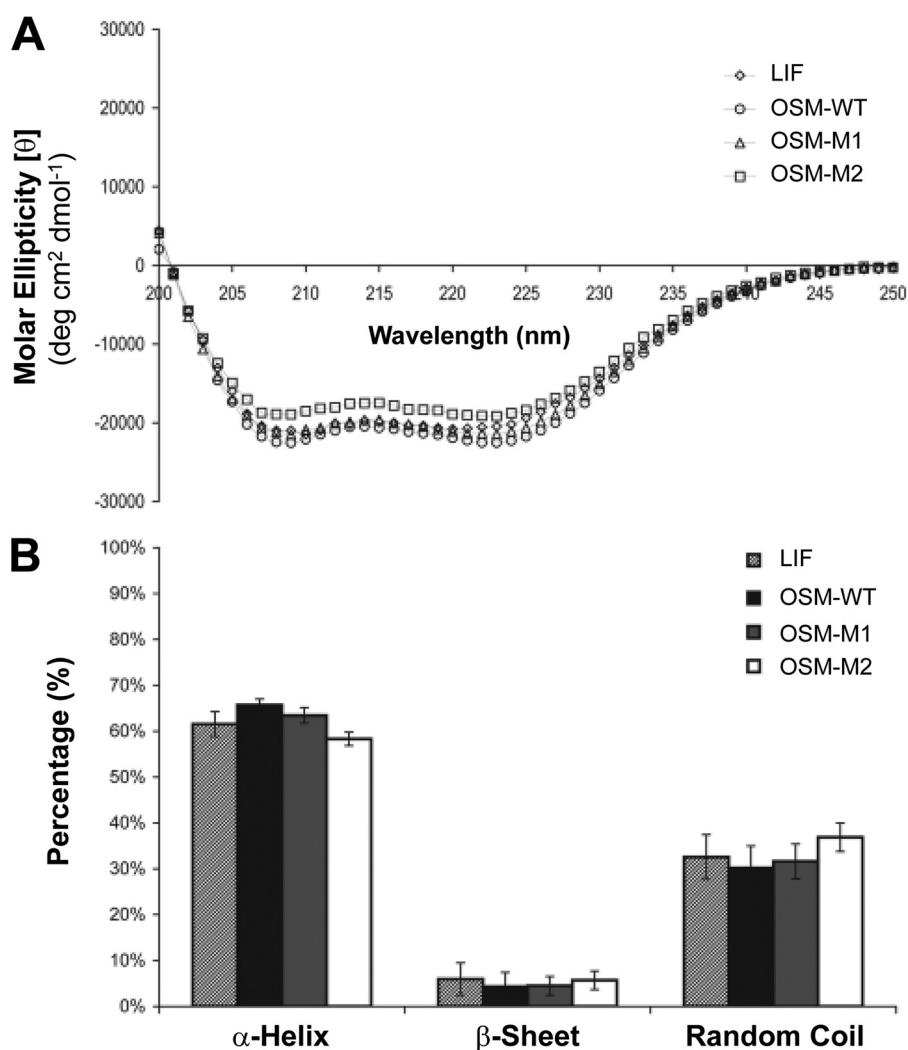 A
30000
20000
10000
0
-10000
-20000
-30000
Molar Ellipticity [θ]
(deg cm² dmol⁻¹)
LIF
OSM-WT
OSM-M1
OSM-M2
200 205 210 215 220 225 230 235 240 245 250
Wavelength (nm)
B
100%
90%
80%
70%
60%
50%
40%
30%
20%
10%
0%
Percentage (%)
LIF
OSM-WT
OSM-M1
OSM-M2
α-Helix β-Sheet Random Coil